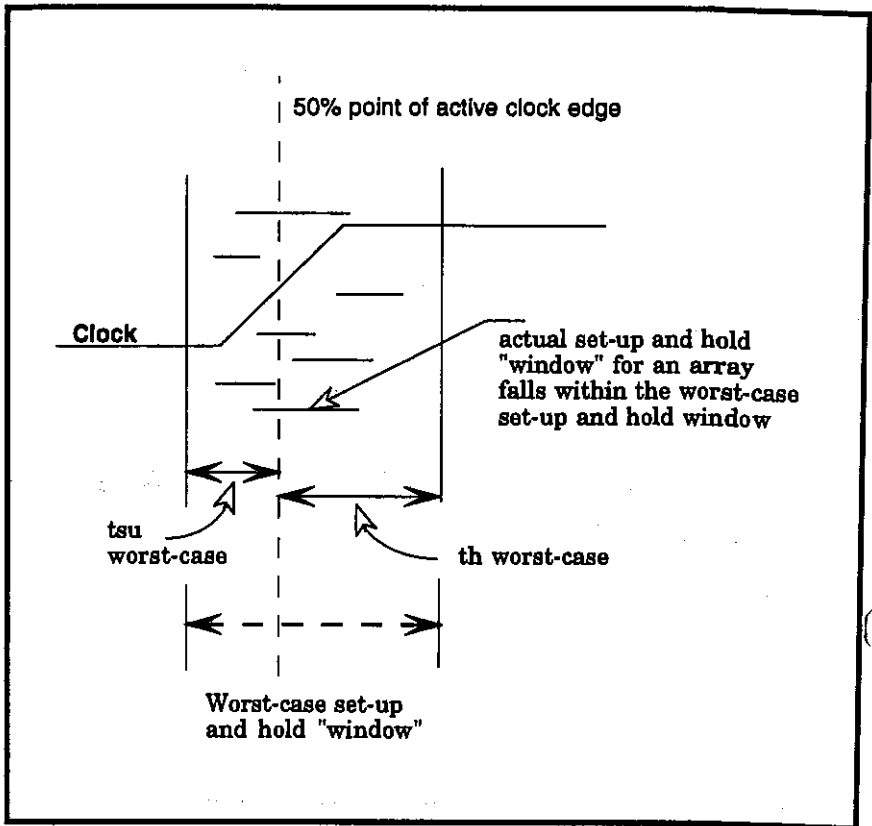 50% point of active clock edge
Clock
actual set-up and hold
"window" for an array
falls within the worst-case
set-up and hold window
tsu
worst-case
th worst-case
Worst-case set-up
and hold "window"